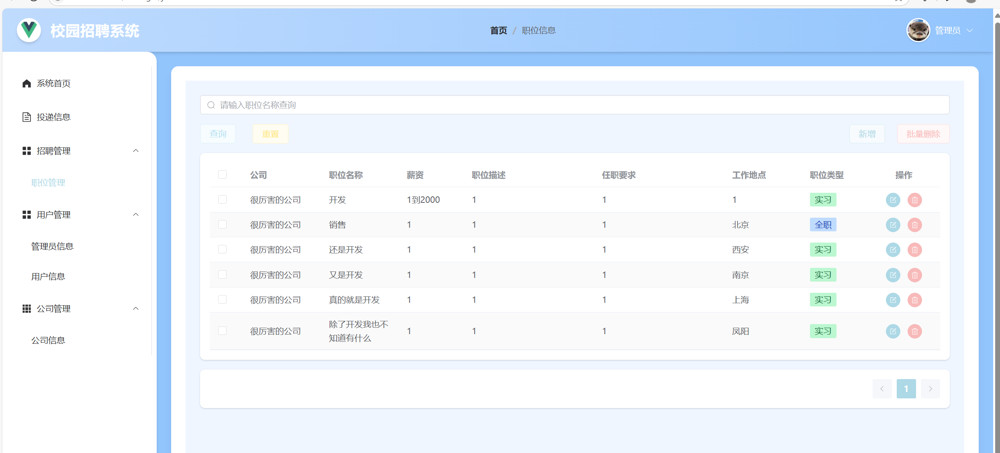 校园招聘系统
首页 / 职位信息
管理员
系统首页
投递信息
招聘管理
职位管理
用户管理
管理员信息
用户信息
公司管理
公司信息
请输入职位名称查询
查询 重置 新增 批量删除
公司 职位名称 薪资 职位描述 任职要求 工作地点 职位类型 操作
很厉害的公司 开发 1到2000 1 1 1 实习
很厉害的公司 销售 1 1 1 北京 全职
很厉害的公司 还是开发 1 1 1 西安 实习
很厉害的公司 又是开发 1 1 1 南京 实习
很厉害的公司 真的就是开发 1 1 1 上海 实习
很厉害的公司 除了开发我也不 1 1 1 凤阳 实习
知道有什么
1